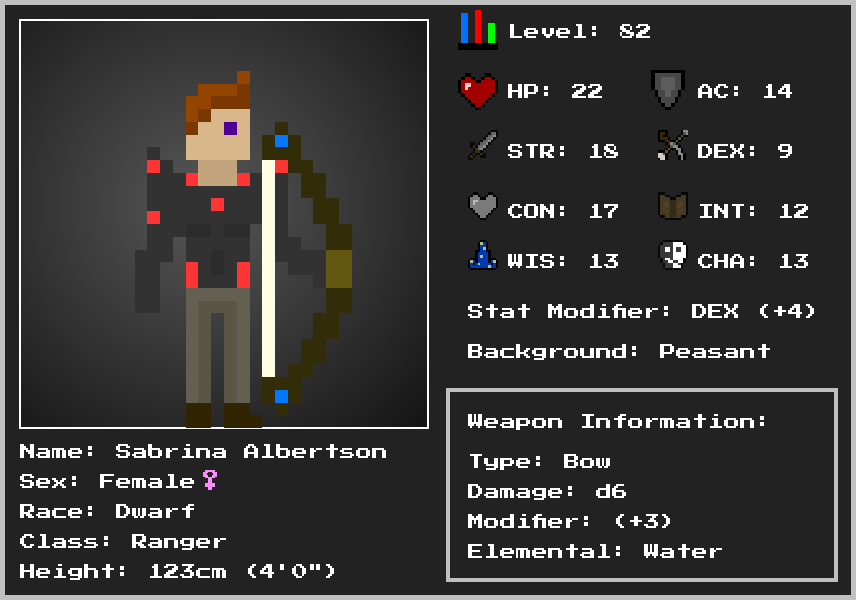 Level: 82
HP: 22
AC: 14
STR: 18
DEX: 9
CON: 17
INT: 12
WIS: 13
CHA: 13
Stat Modifier: DEX (+4)
Background: Peasant
Weapon Information:
Type: Bow
Damage: d6
Modifier: (+3)
Elemental: Water
Name: Sabrina Albertson
Sex: Female♀
Race: Dwarf
Class: Ranger
Height: 123cm (4'0")